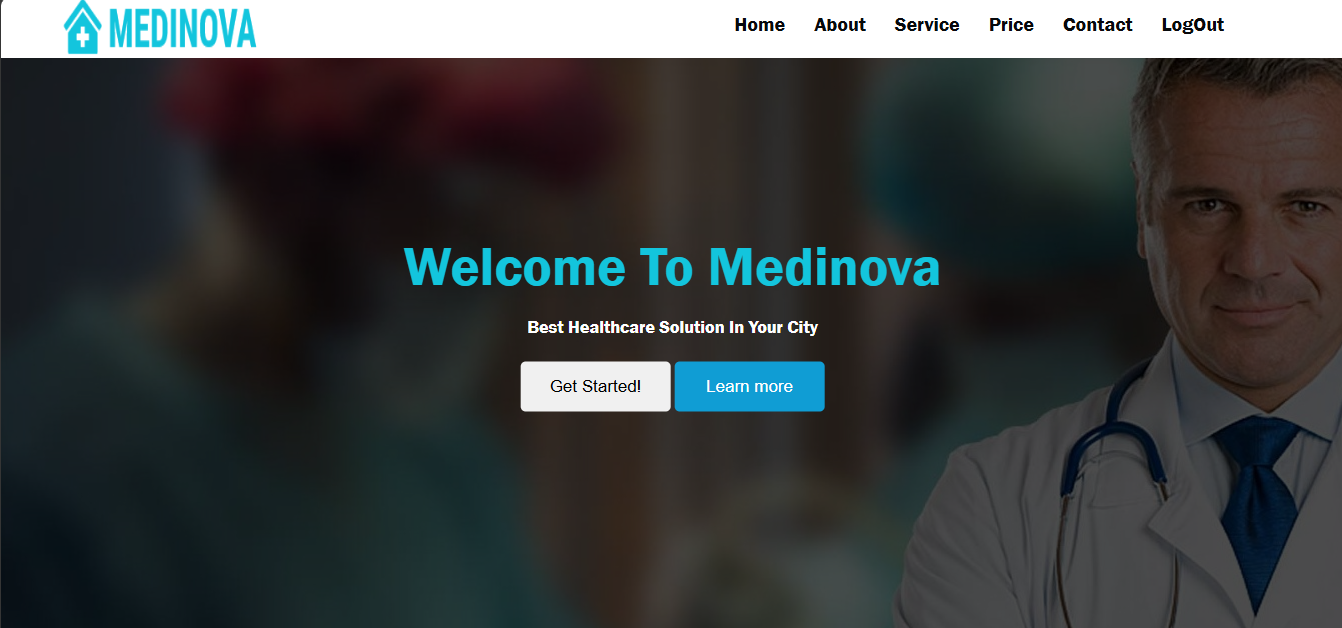 MEDINOVA
Home About Service Price Contact LogOut
Welcome To Medinova
Best Healthcare Solution In Your City
Get Started! Learn more